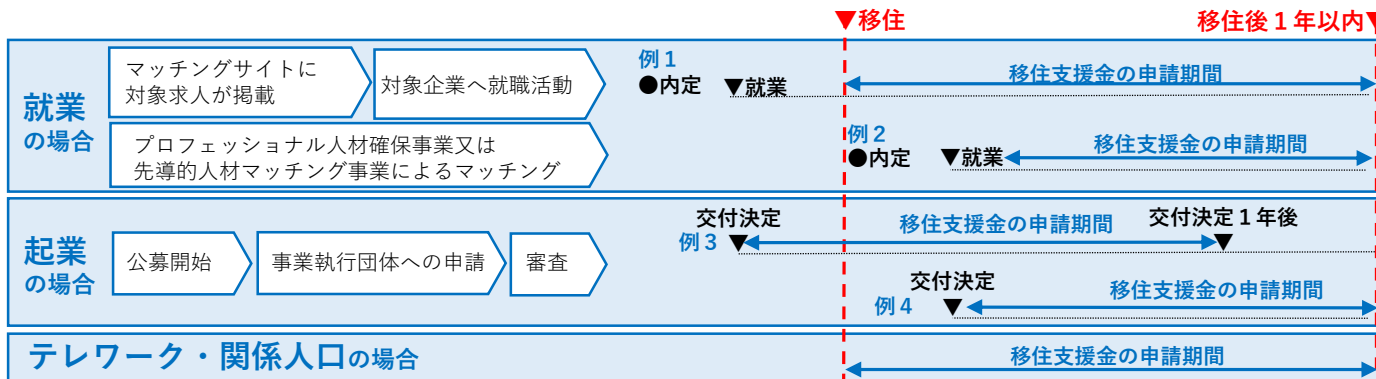 ▼移住
移住後1年以内▼
就業
の場合
マッチングサイトに
対象求人が掲載
対象企業へ就職活動
例1
●内定 ▼就業
移住支援金の申請期間
プロフェッショナル人材確保事業又は
先導的人材マッチング事業によるマッチング
例2
●内定 ▼就業
移住支援金の申請期間
起業
の場合
公募開始
事業執行団体への申請
審査
交付決定
例3 ▼
移住支援金の申請期間
交付決定1年後
▼
交付決定
例4 ▼
移住支援金の申請期間
テレワーク・関係人口の場合
移住支援金の申請期間